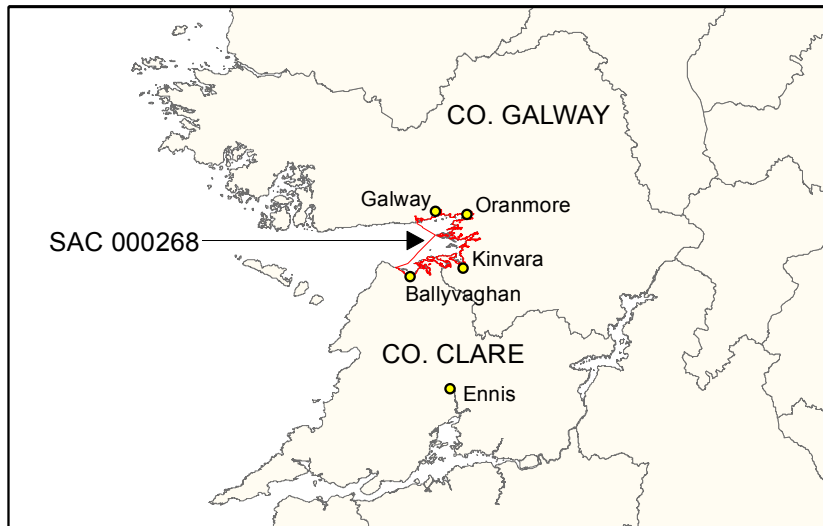 CO. GALWAY
Galway
Oranmore
SAC 000268
Kinvara
Ballyvaghan
CO. CLARE
Ennis